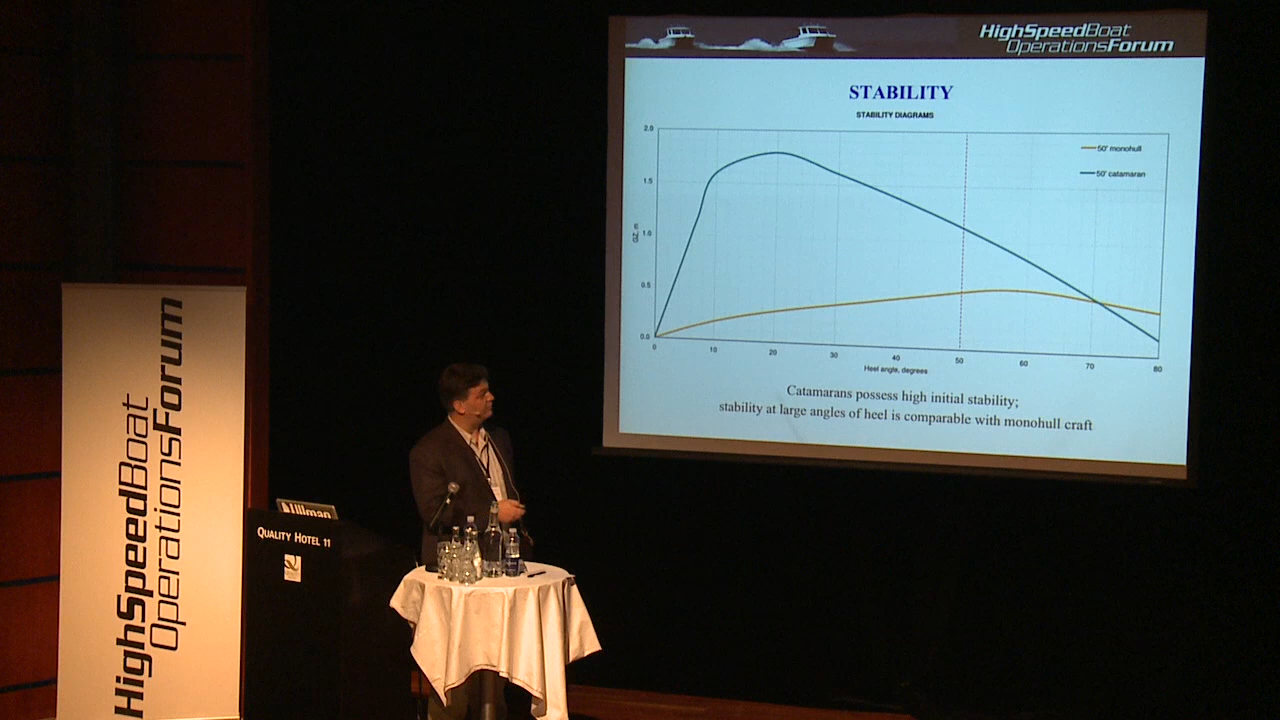 HighSpeedBoat
OperationsForum
STABILITY
STABILITY DIAGRAMS
2.0
1.5
1.0
0.5
0.0
GZ, m
50' monohull
50' catamaran
0 10 20 30 40 50 60 70 80
Heel angle, degrees
Catamarans possess high initial stability;
stability at large angles of heel is comparable with monohull craft
HighSpeedBoat
OperationsForum
Ullman
QUALITY HOTEL 11